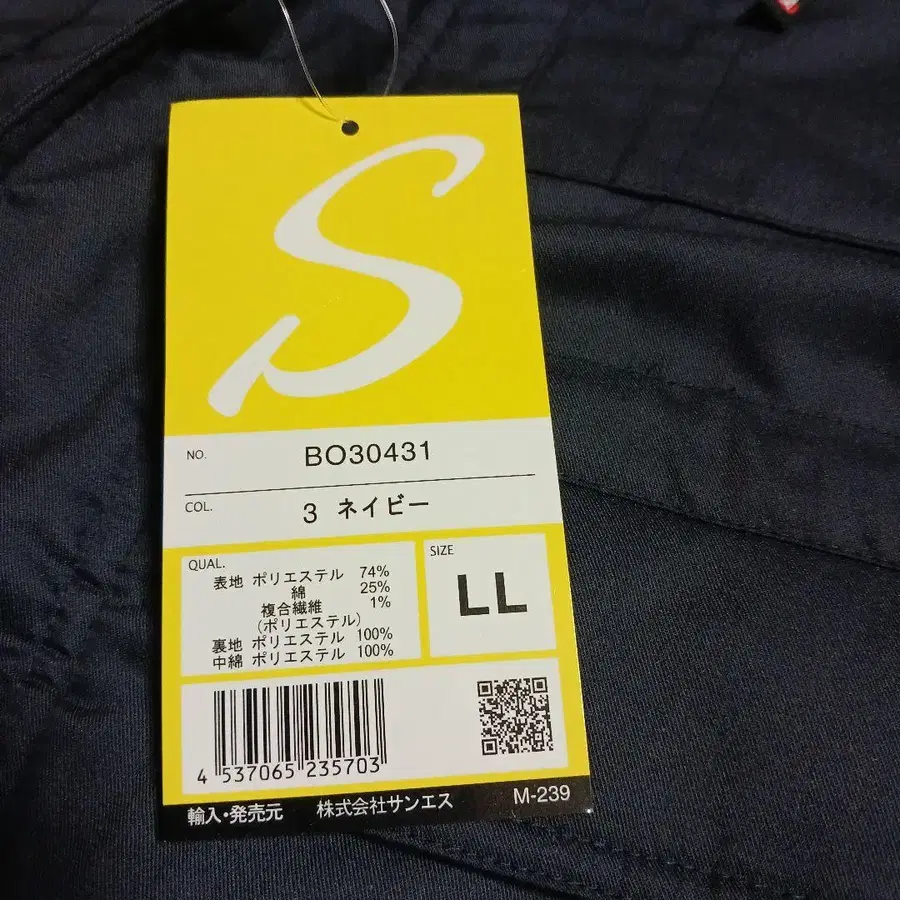 S
NO. BO30431
COL. 3 ネイビー
QUAL.
表地 ポリエステル 74%
綿 25%
複合繊維 1%
(ポリエステル)
裏地 ポリエステル 100%
中綿 ポリエステル 100%
SIZE
LL
4 537065 235703
輸入・発売元 株式会社サンエス M-239